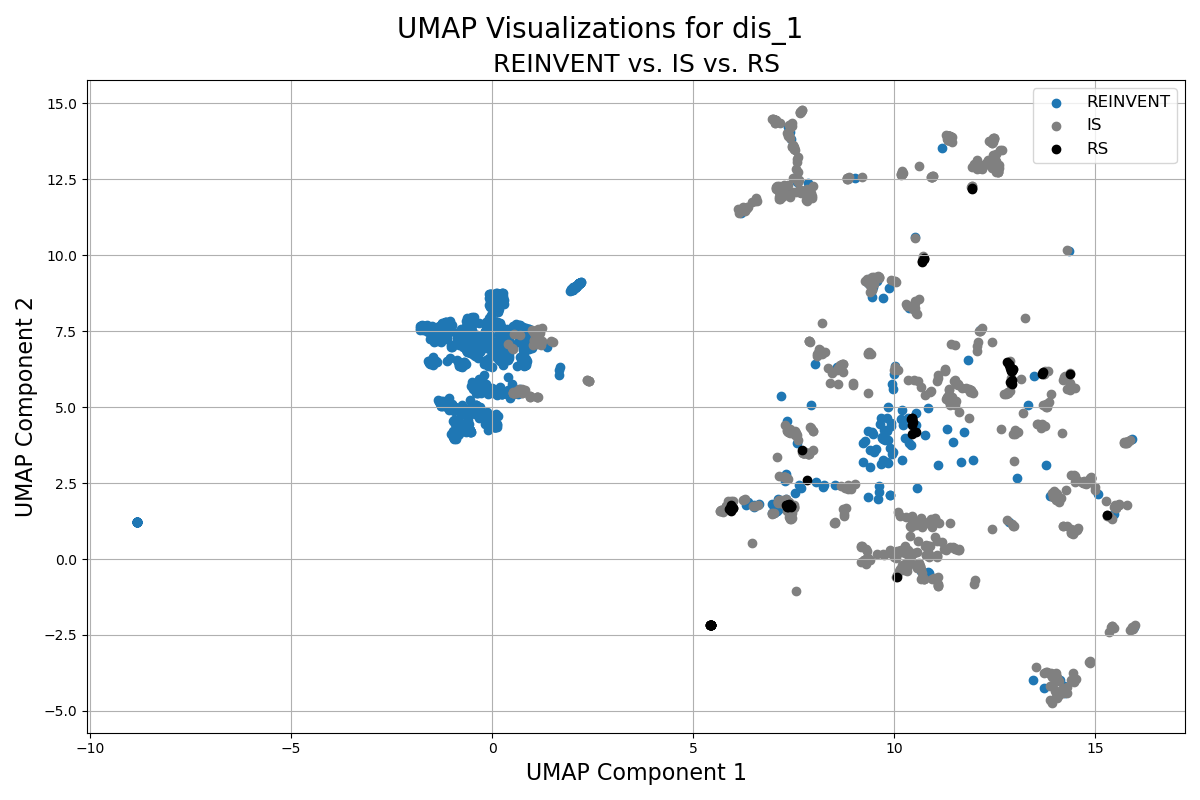 UMAP Visualizations for dis_1
REINVENT vs. IS vs. RS
REINVENT
IS
RS
15.0
12.5
10.0
7.5
5.0
2.5
0.0
−2.5
−5.0
UMAP Component 2
−10
−5
0
5
10
15
UMAP Component 1